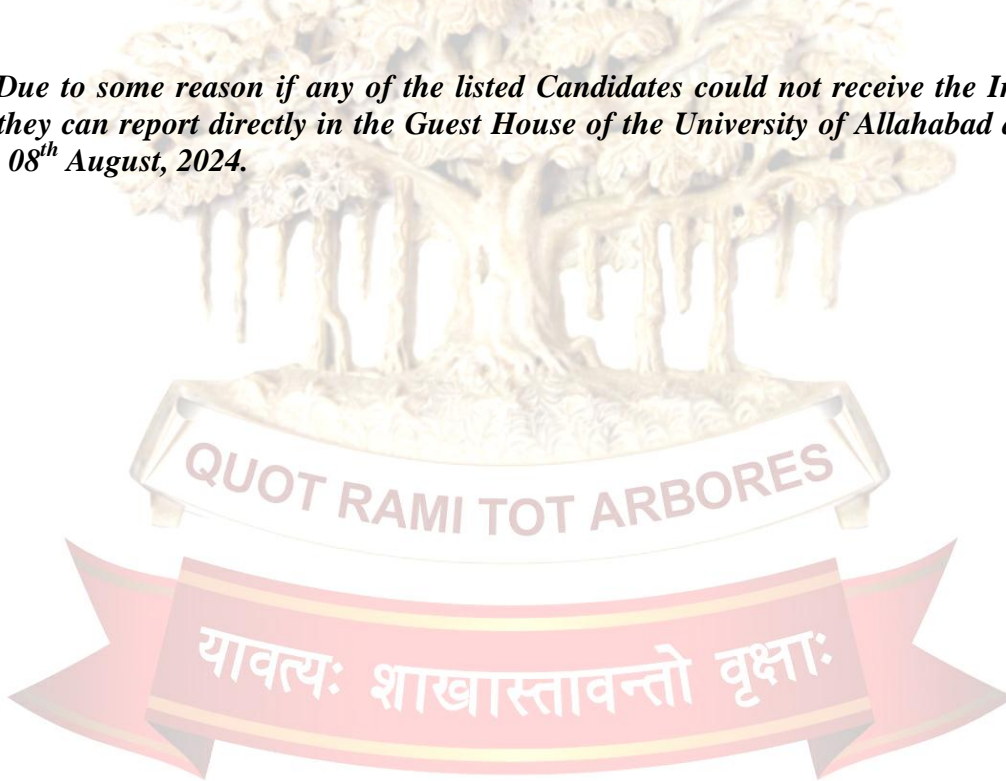 Due to some reason if any of the listed Candidates could not receive the
they can report directly in the Guest House of the University of Allahabad
08th August, 2024.
QUOT RAMI TOT ARBORES
यावत्यः शाखास्तावन्तो वृक्षाः